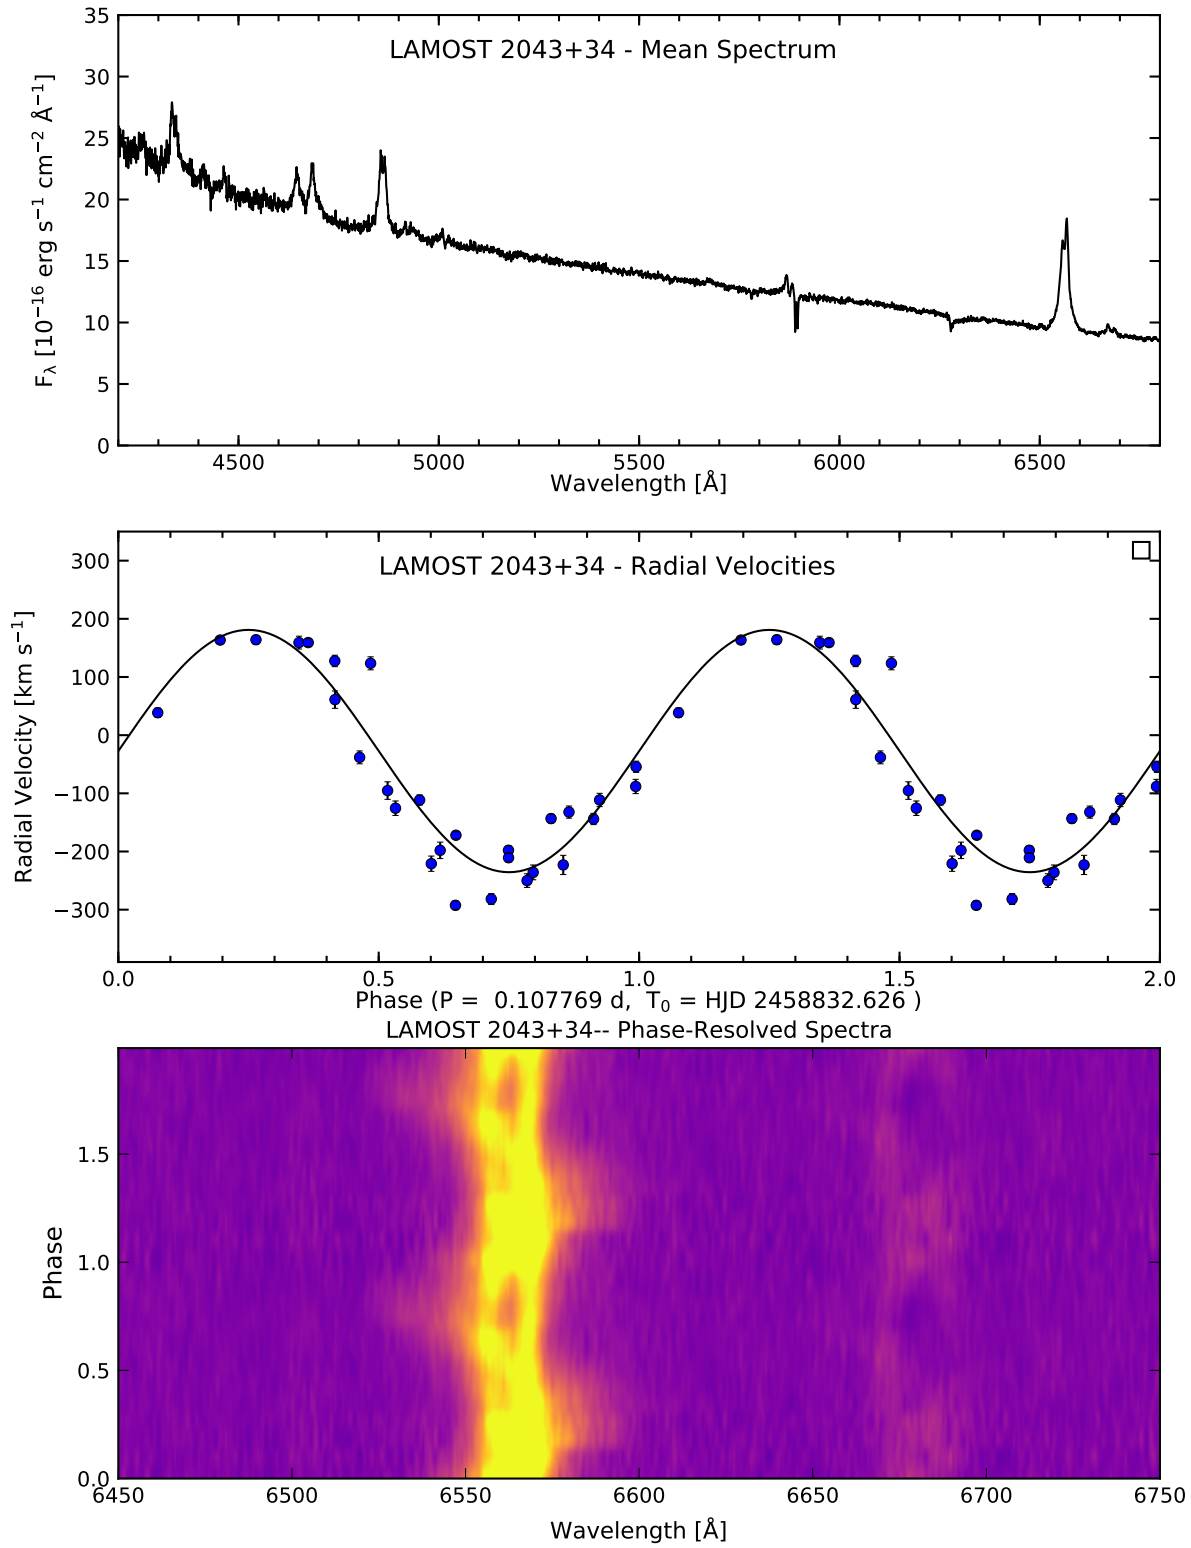 LAMOST 2043+34 - Mean Spectrum
35
30
25
20
15
10
5
0
F_λ [10⁻¹⁶ erg s⁻¹ cm⁻² Å⁻¹]
4500 5000 5500 6000 6500
Wavelength [Å]
LAMOST 2043+34 - Radial Velocities
300
200
100
0
−100
−200
−300
Radial Velocity [km s⁻¹]
0.0 0.5 1.0 1.5 2.0
Phase (P = 0.107769 d, T₀ = HJD 2458832.626 )
LAMOST 2043+34-- Phase-Resolved Spectra
1.5
1.0
0.5
0.0
Phase
6450 6500 6550 6600 6650 6700 6750
Wavelength [Å]